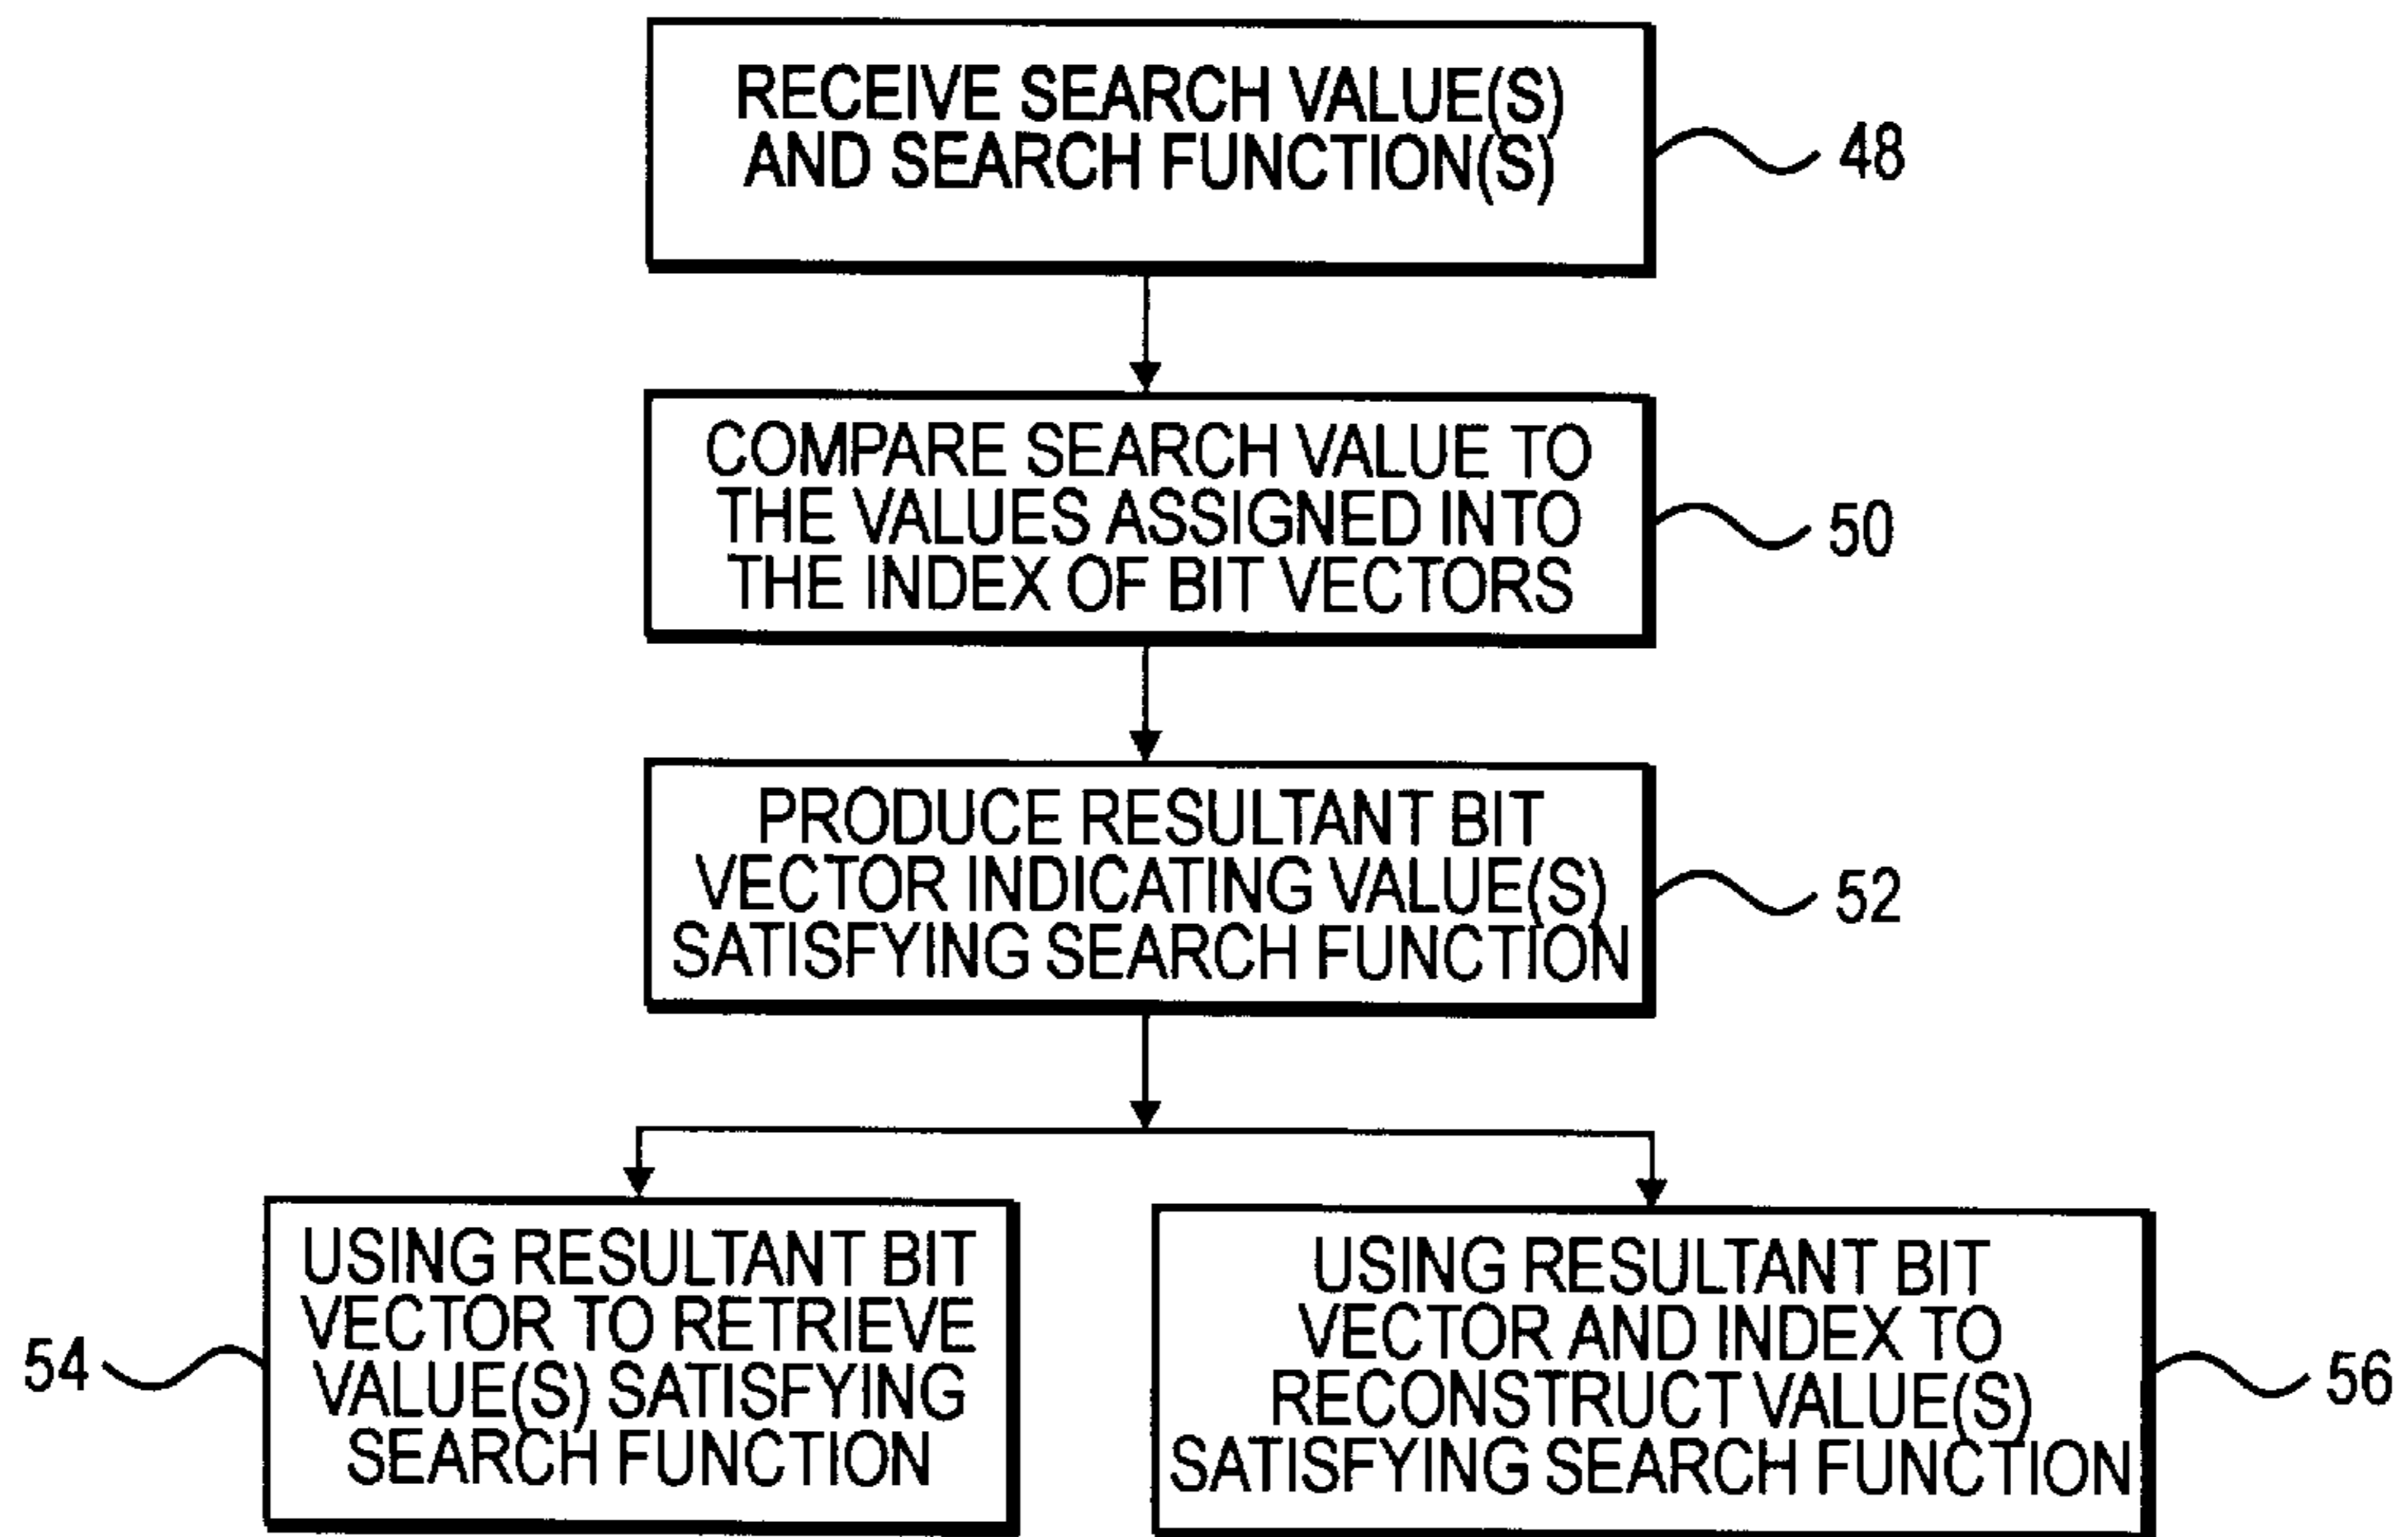 RECEIVE SEARCH VALUE(S)
AND SEARCH FUNCTION(S)
48
COMPARE SEARCH VALUE TO
THE VALUES ASSIGNED INTO
THE INDEX OF BIT VECTORS
50
PRODUCE RESULTANT BIT
VECTOR INDICATING VALUE(S)
SATISFYING SEARCH FUNCTION
52
USING RESULTANT BIT
VECTOR TO RETRIEVE
VALUE(S) SATISFYING
SEARCH FUNCTION
54
USING RESULTANT BIT
VECTOR AND INDEX TO
RECONSTRUCT VALUE(S)
SATISFYING SEARCH FUNCTION
56